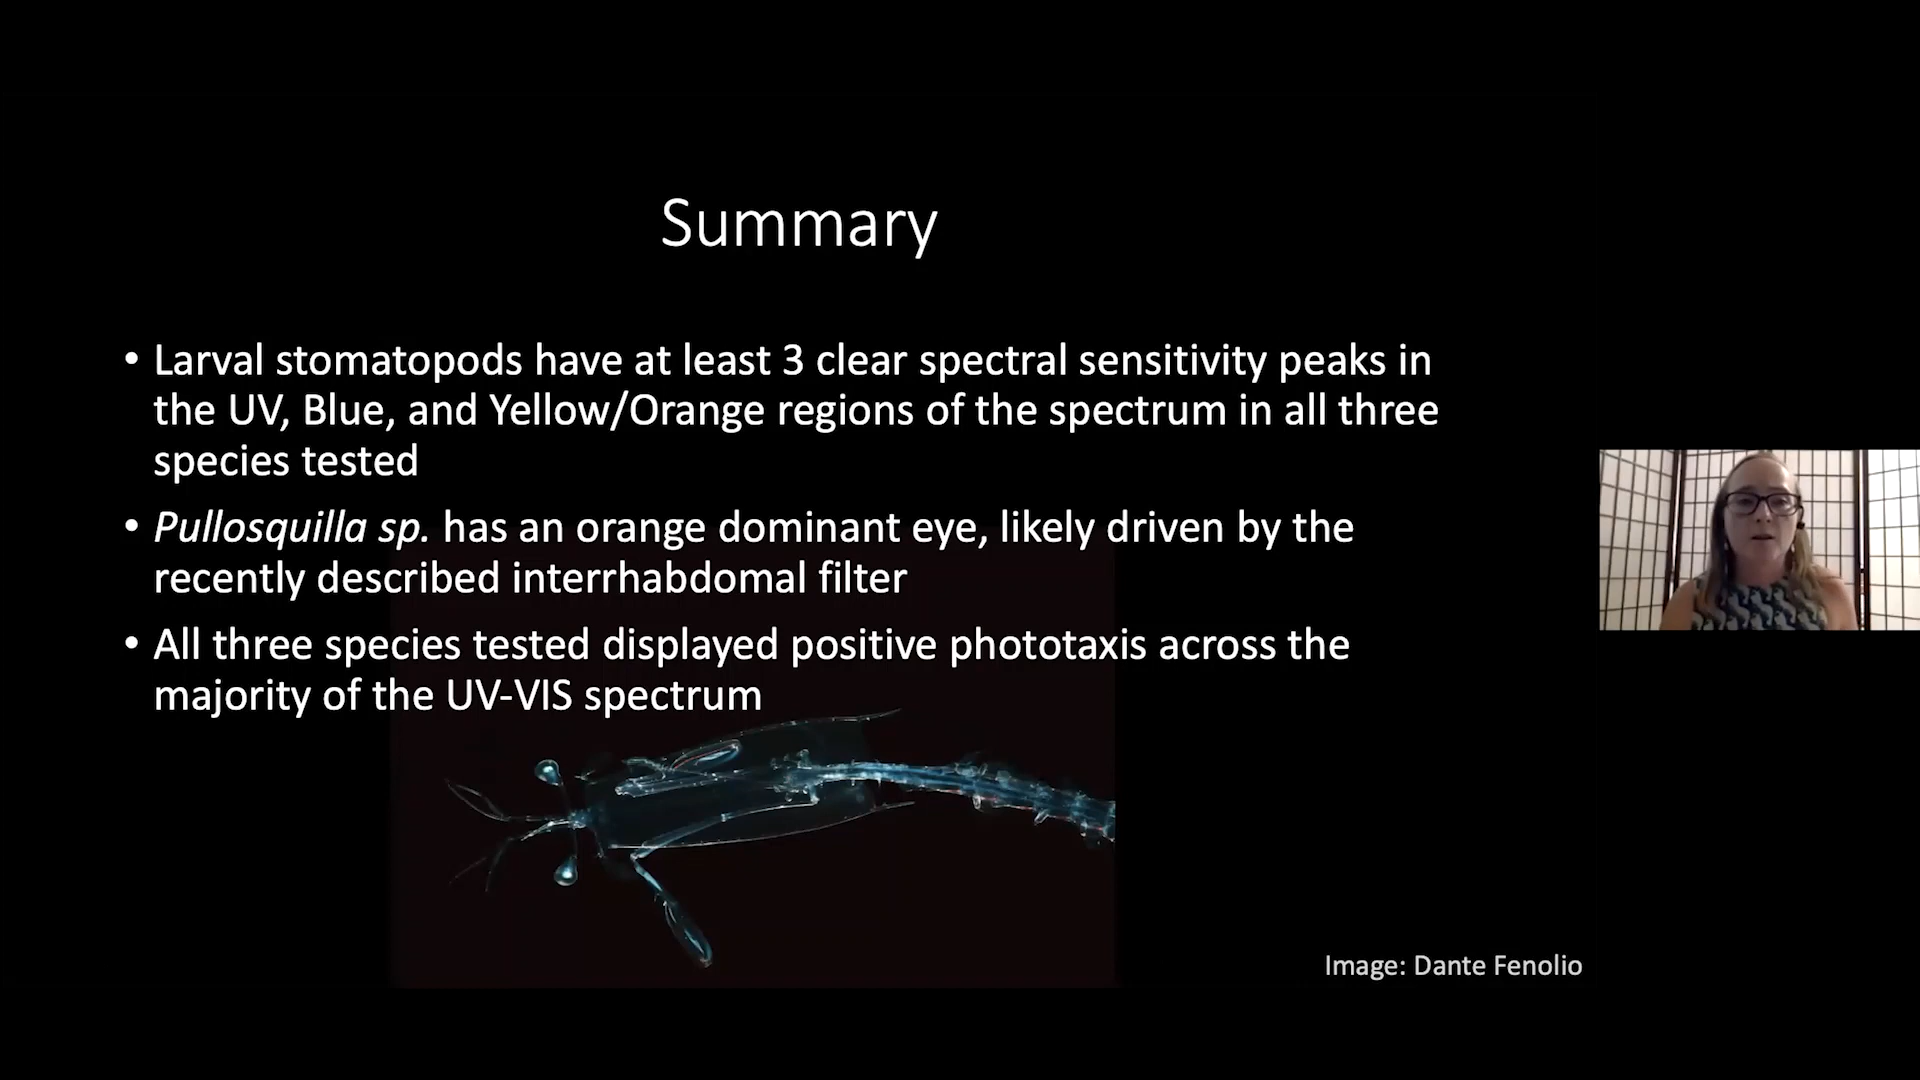 Summary
• Larval stomatopods have at least 3 clear spectral sensitivity peaks in
the UV, Blue, and Yellow/Orange regions of the spectrum in all three
species tested
• Pullosquilla sp. has an orange dominant eye, likely driven by the
recently described interrhabdomal filter
• All three species tested displayed positive phototaxis across the
majority of the UV-VIS spectrum
Image: Dante Fenolio